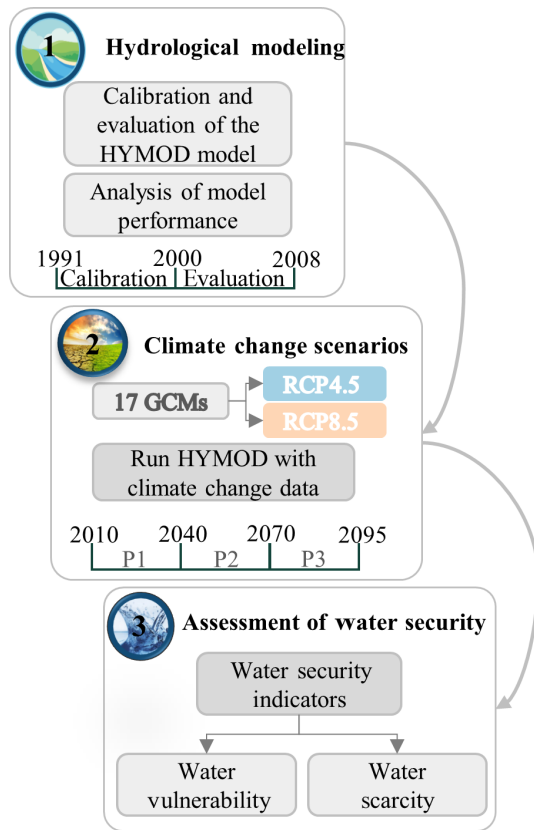 1 Hydrological modeling
Calibration and
evaluation of the
HYMOD model
Analysis of model
performance
1991 2000 2008
Calibration Evaluation
2 Climate change scenarios
17 GCMs
RCP4.5
RCP8.5
Run HYMOD with
climate change data
2010 2040 2070 2095
P1 P2 P3
3 Assessment of water security
Water security
indicators
Water
vulnerability
Water
scarcity